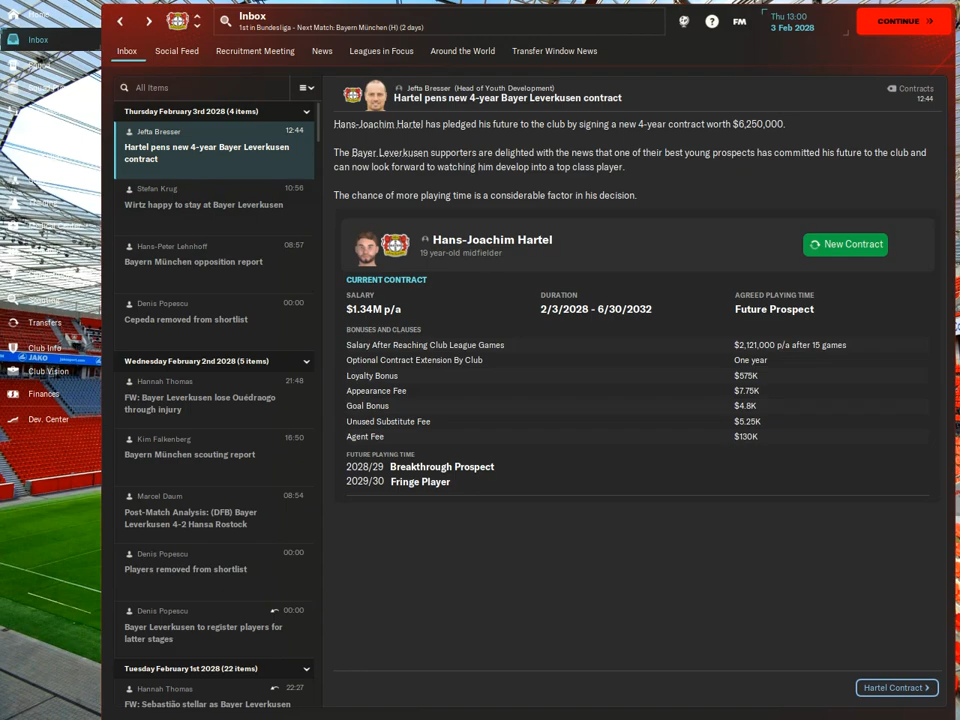 Home
Inbox
1st in Bundesliga - Next Match: Bayern München (H) (2 days)
FM
Thu 13:00
3 Feb 2028
CONTINUE
Inbox
Inbox
Social Feed
Recruitment Meeting
News
Leagues in Focus
Around the World
Transfer Window News
Transfers
Club Info
JAKO
Club Vision
Finances
Dev. Center
All Items
Thursday February 3rd 2028 (4 items)
Jefta Bresser
12:44
Hartel pens new 4-year Bayer Leverkusen
contract
Stefan Krug
10:56
Wirtz happy to stay at Bayer Leverkusen
Hans-Peter Lehnhoff
08:57
Bayern München opposition report
Denis Popescu
00:00
Cepeda removed from shortlist
Wednesday February 2nd 2028 (5 items)
Hannah Thomas
21:48
FW: Bayer Leverkusen lose Ouédraogo
through injury
Kim Falkenberg
16:50
Bayern München scouting report
Marcel Daum
08:54
Post-Match Analysis: (DFB) Bayer
Leverkusen 4-2 Hansa Rostock
Denis Popescu
00:00
Players removed from shortlist
Denis Popescu
00:00
Bayer Leverkusen to register players for
latter stages
Tuesday February 1st 2028 (22 items)
Hannah Thomas
22:27
FW: Sebastião stellar as Bayer Leverkusen
Jefta Bresser (Head of Youth Development)
Hartel pens new 4-year Bayer Leverkusen contract
Contracts
12:44
Hans-Joachim Hartel has pledged his future to the club by signing a new 4-year contract worth $6,250,000.
The Bayer Leverkusen supporters are delighted with the news that one of their best young prospects has committed his future to the club and
can now look forward to watching him develop into a top class player.
The chance of more playing time is a considerable factor in his decision.
Hans-Joachim Hartel
19 year-old midfielder
New Contract
CURRENT CONTRACT
SALARY
DURATION
AGREED PLAYING TIME
$1.34M p/a
2/3/2028 - 6/30/2032
Future Prospect
BONUSES AND CLAUSES
Salary After Reaching Club League Games
$2,121,000 p/a after 15 games
Optional Contract Extension By Club
One year
Loyalty Bonus
$575K
Appearance Fee
$7.75K
Goal Bonus
$4.8K
Unused Substitute Fee
$5.25K
Agent Fee
$130K
FUTURE PLAYING TIME
2028/29 Breakthrough Prospect
2029/30 Fringe Player
Hartel Contract